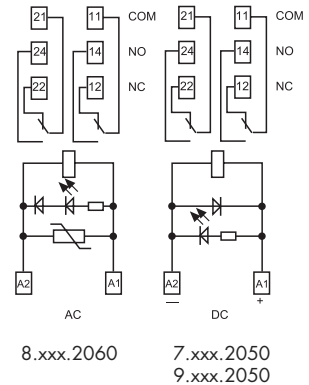 21 11 COM 21 11 COM
24 14 NO 24 14 NO
22 12 NC 22 12 NC
A2 A1 A2 A1
— +
AC DC
8.xxx.2060 7.xxx.2050
9.xxx.2050